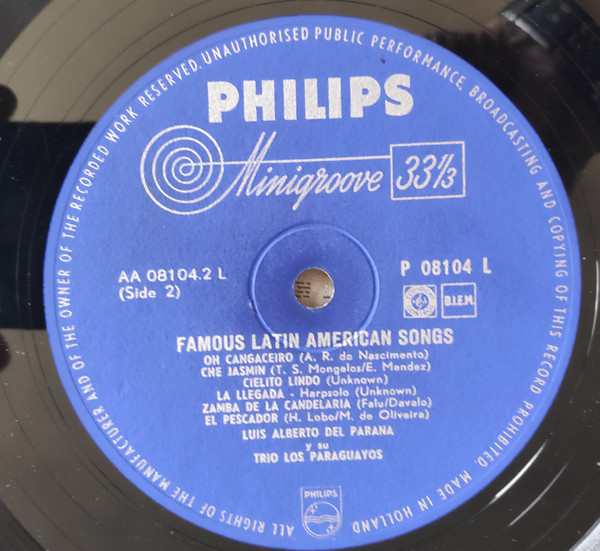 ALL RIGHTS OF THE MANUFACTURER AND OF THE OWNER OF THE RECORDED WORK RESERVED. UNAUTHORISED PUBLIC PERFORMANCE, BROADCASTING AND COPYING OF THIS RECORD PROHIBITED. MADE IN HOLLAND
PHILIPS
Minigroove 33⅓
AA 08104.2 L
(Side 2)
P 08104 L
B.I.E.M.
FAMOUS LATIN AMERICAN SONGS
OH CANGACEIRO (A. R. do Nascimento)
CHE JASMIN (T. S. Mongelos/E. Mendez)
CIELITO LINDO (Unknown)
LA LLEGADA - Harpsolo (Unknown)
ZAMBA DE LA CANDELARIA (Falu/Davalo)
EL PESCADOR (H. Lobo/M. de Oliveira)
LUIS ALBERTO DEL PARANA
y su
TRIO LOS PARAGUAYOS
PHILIPS